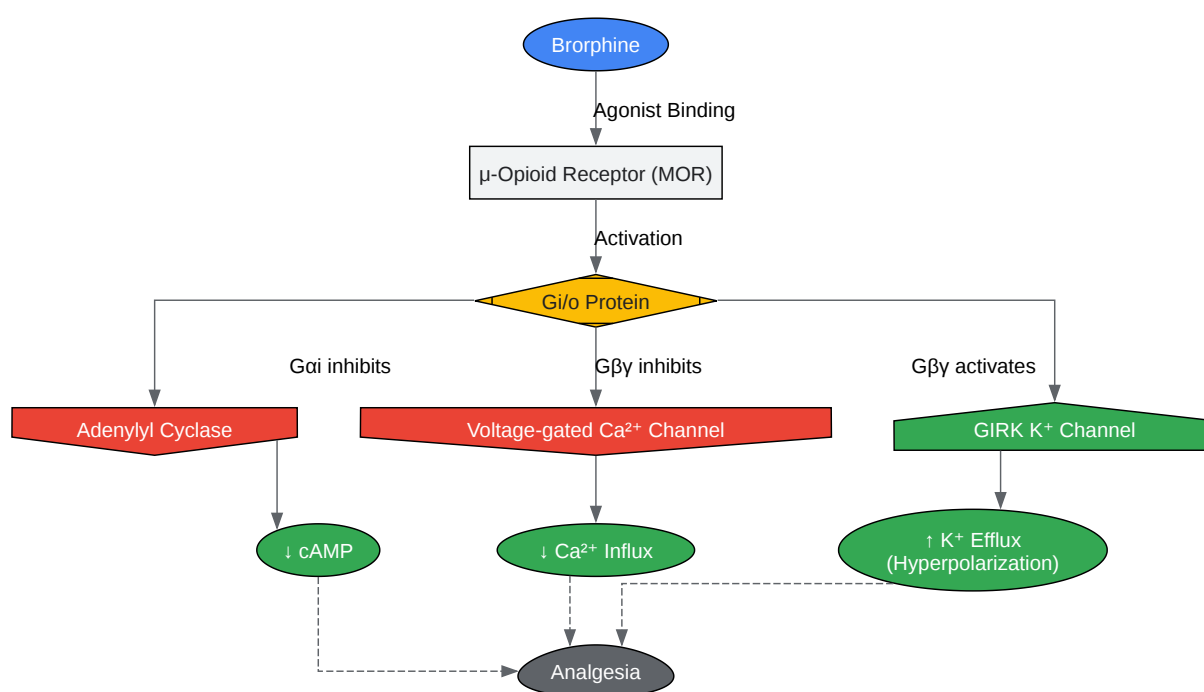 Brorphine
Agonist Binding
μ-Opioid Receptor (MOR)
Activation
Gi/o Protein
Gαi inhibits
Gβγ inhibits
Gβγ activates
Adenylyl Cyclase
Voltage-gated Ca²⁺ Channel
GIRK K⁺ Channel
↓ cAMP
↓ Ca²⁺ Influx
↑ K⁺ Efflux
(Hyperpolarization)
Analgesia